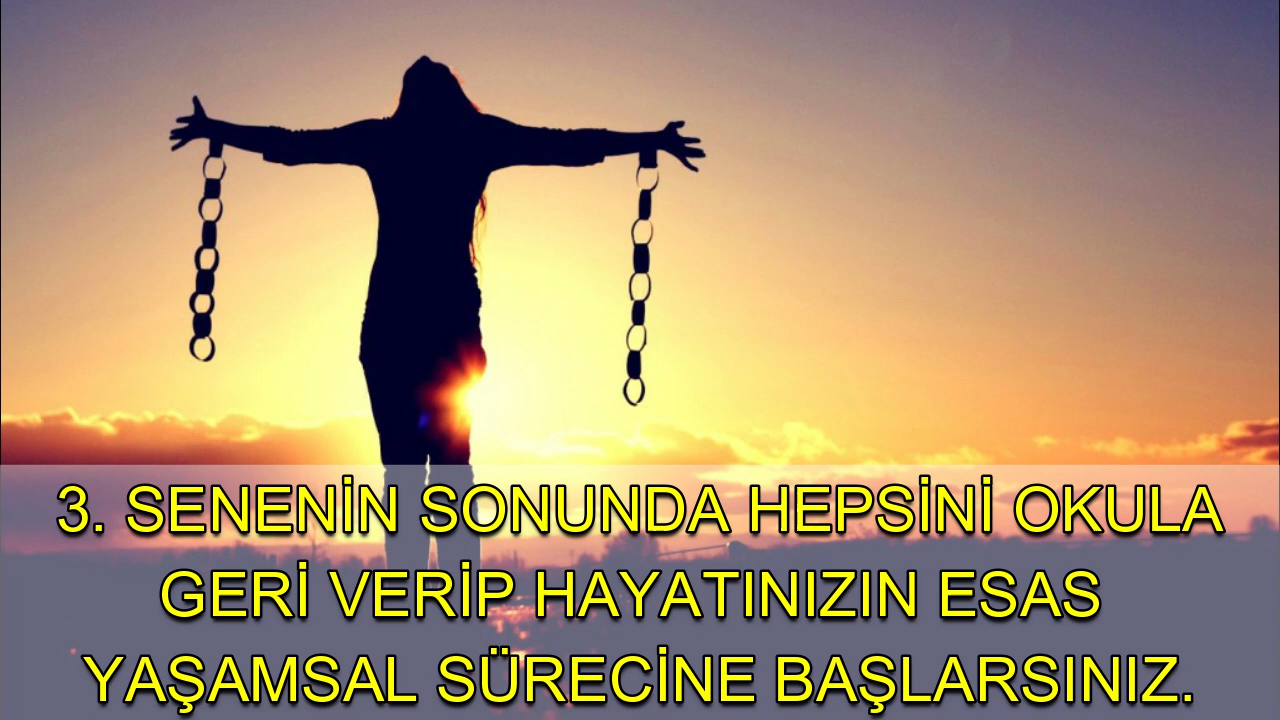 3. SENENİN SONUNDA HEPSİNİ OKULA
GERİ VERİP HAYATINIZIN ESAS
YAŞAMSAL SÜRECİNE BAŞLARSINIZ.